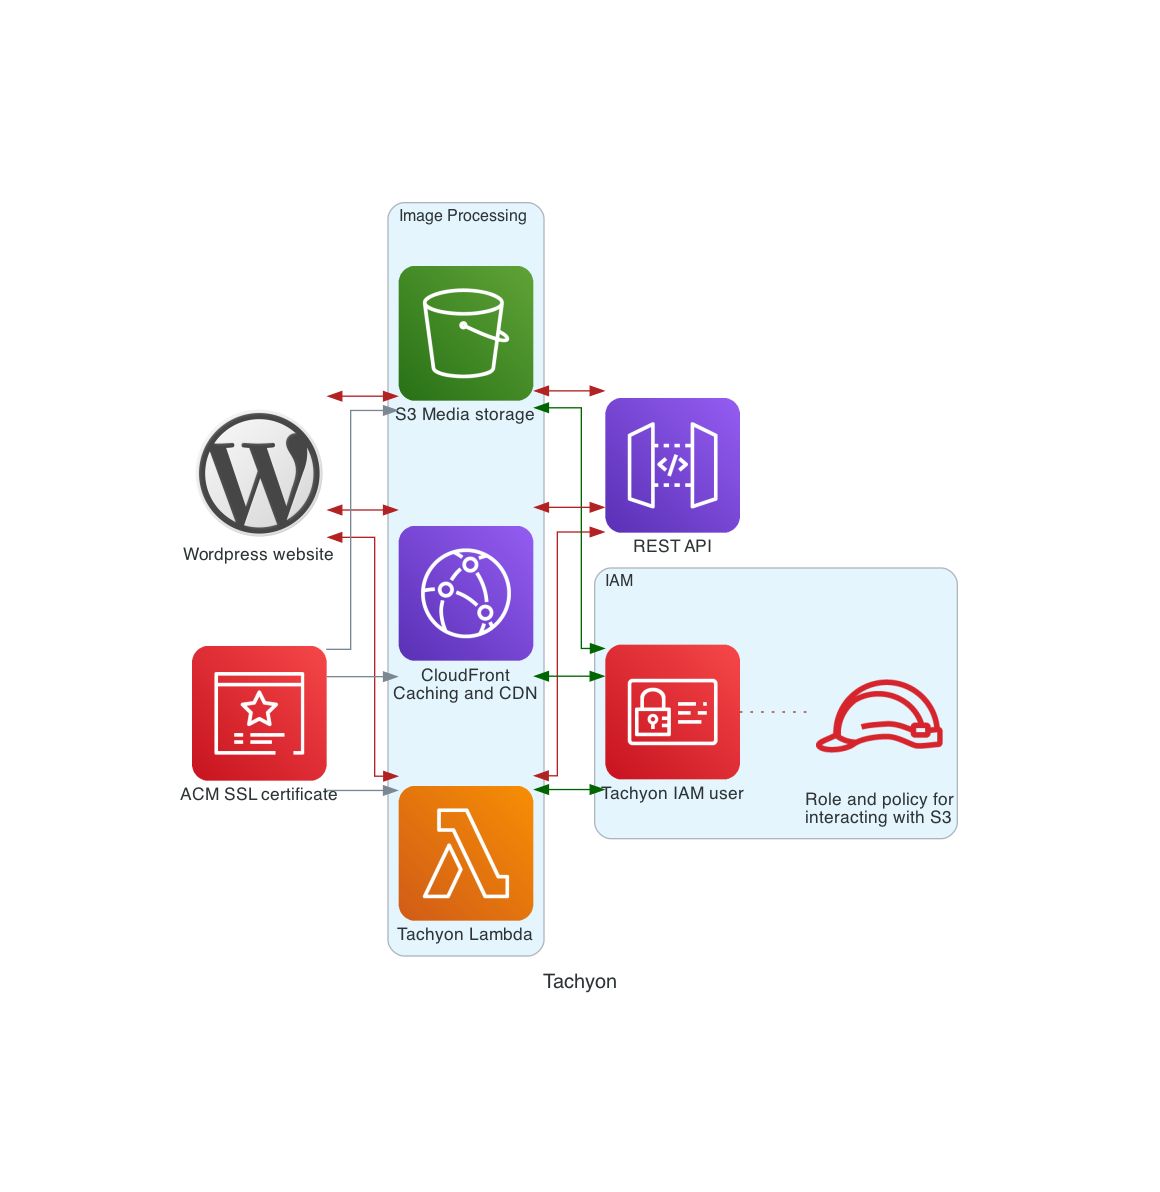 Image Processing
S3 Media storage
Wordpress website
REST API
IAM
CloudFront
Caching and CDN
ACM SSL certificate
Tachyon IAM user
Role and policy for
interacting with S3
Tachyon Lambda
Tachyon